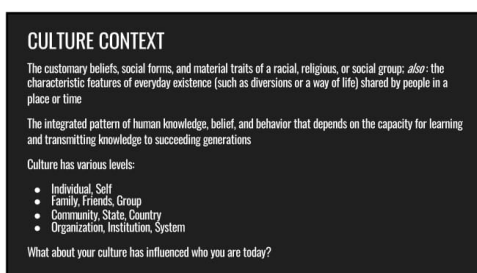 CULTURE CONTEXT
The customary beliefs, social forms, and material traits of a racial, religious, or social group; also: the
characteristic features of everyday existence (such as diversions or a way of life) shared by people in a
place or time
The integrated pattern of human knowledge, belief, and behavior that depends on the capacity for learning
and transmitting knowledge to succeeding generations
Culture has various levels:
● Individual, Self
● Family, Friends, Group
● Community, State, Country
● Organization, Institution, System
What about your culture has influenced who you are today?